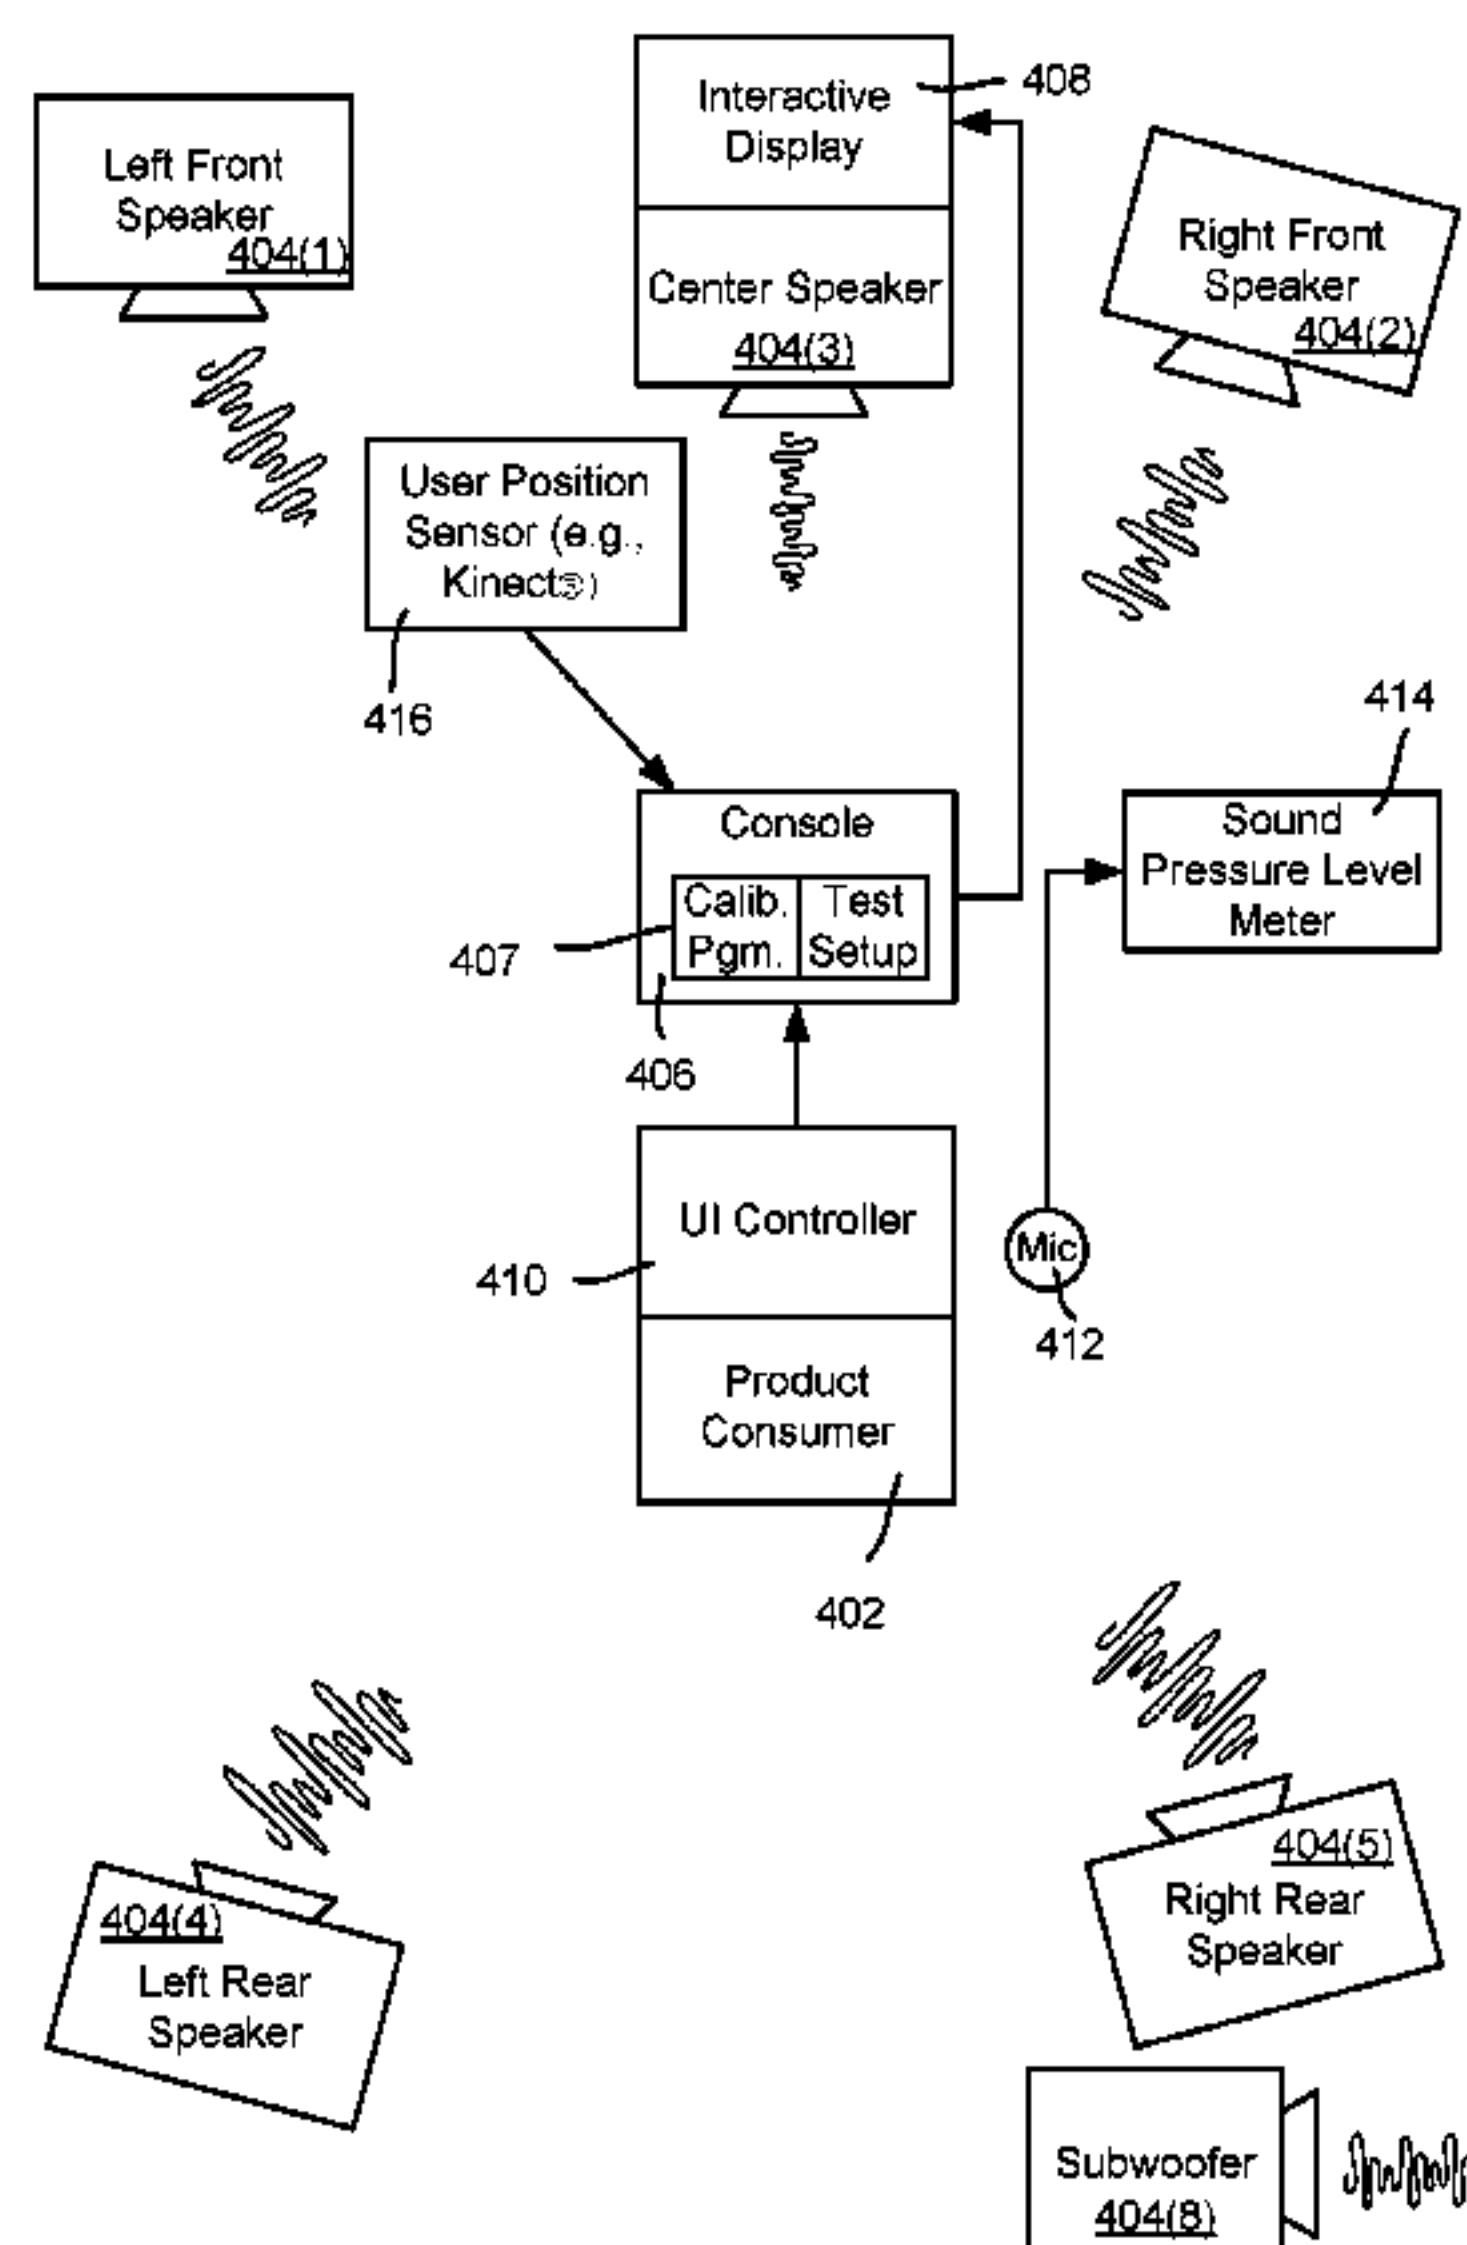 Interactive
Display
408
Left Front
Speaker
404(1)
Center Speaker
404(3)
Right Front
Speaker
404(2)
User Position
Sensor (e.g.,
Kinect®)
416
414
Console
Calib.
Pgm.
Test
Setup
407
406
Sound
Pressure Level
Meter
UI Controller
410
Mic
412
Product
Consumer
402
404(4)
Left Rear
Speaker
404(5)
Right Rear
Speaker
Subwoofer
404(8)